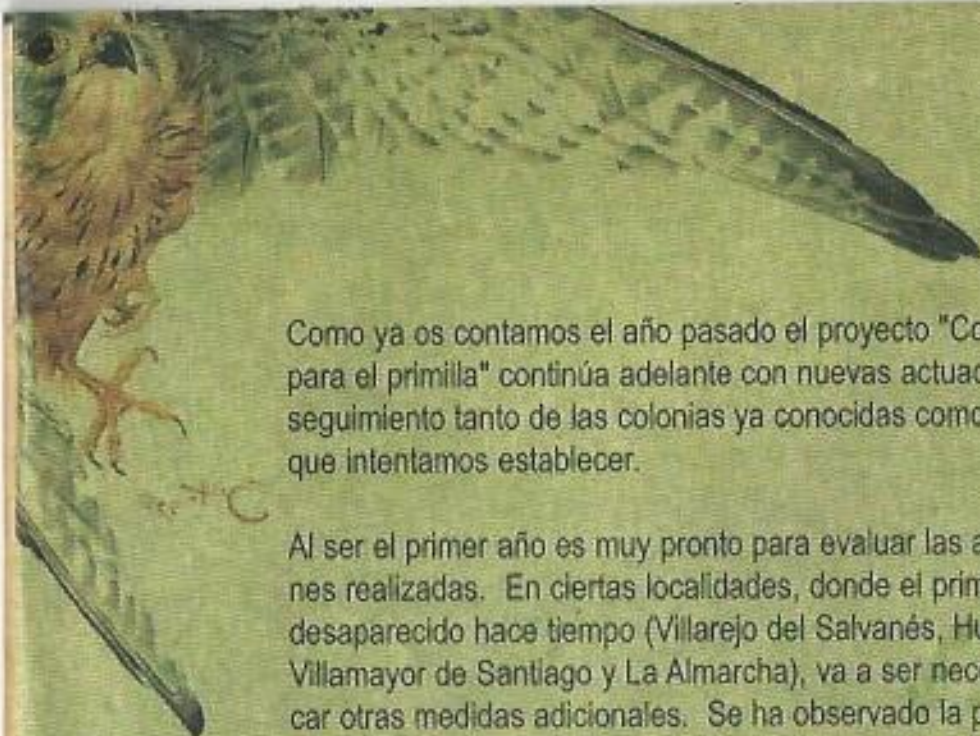 Como ya os contamos el año pasado el proyecto "Co
para el primilla" continúa adelante con nuevas actuac
seguimiento tanto de las colonias ya conocidas como
que intentamos establecer.
Al ser el primer año es muy pronto para evaluar las a
nes realizadas. En ciertas localidades, donde el prim
desaparecido hace tiempo (Villarejo del Salvanés, Hu
Villamayor de Santiago y La Almarcha), va a ser nece
car otras medidas adicionales. Se ha observado la p